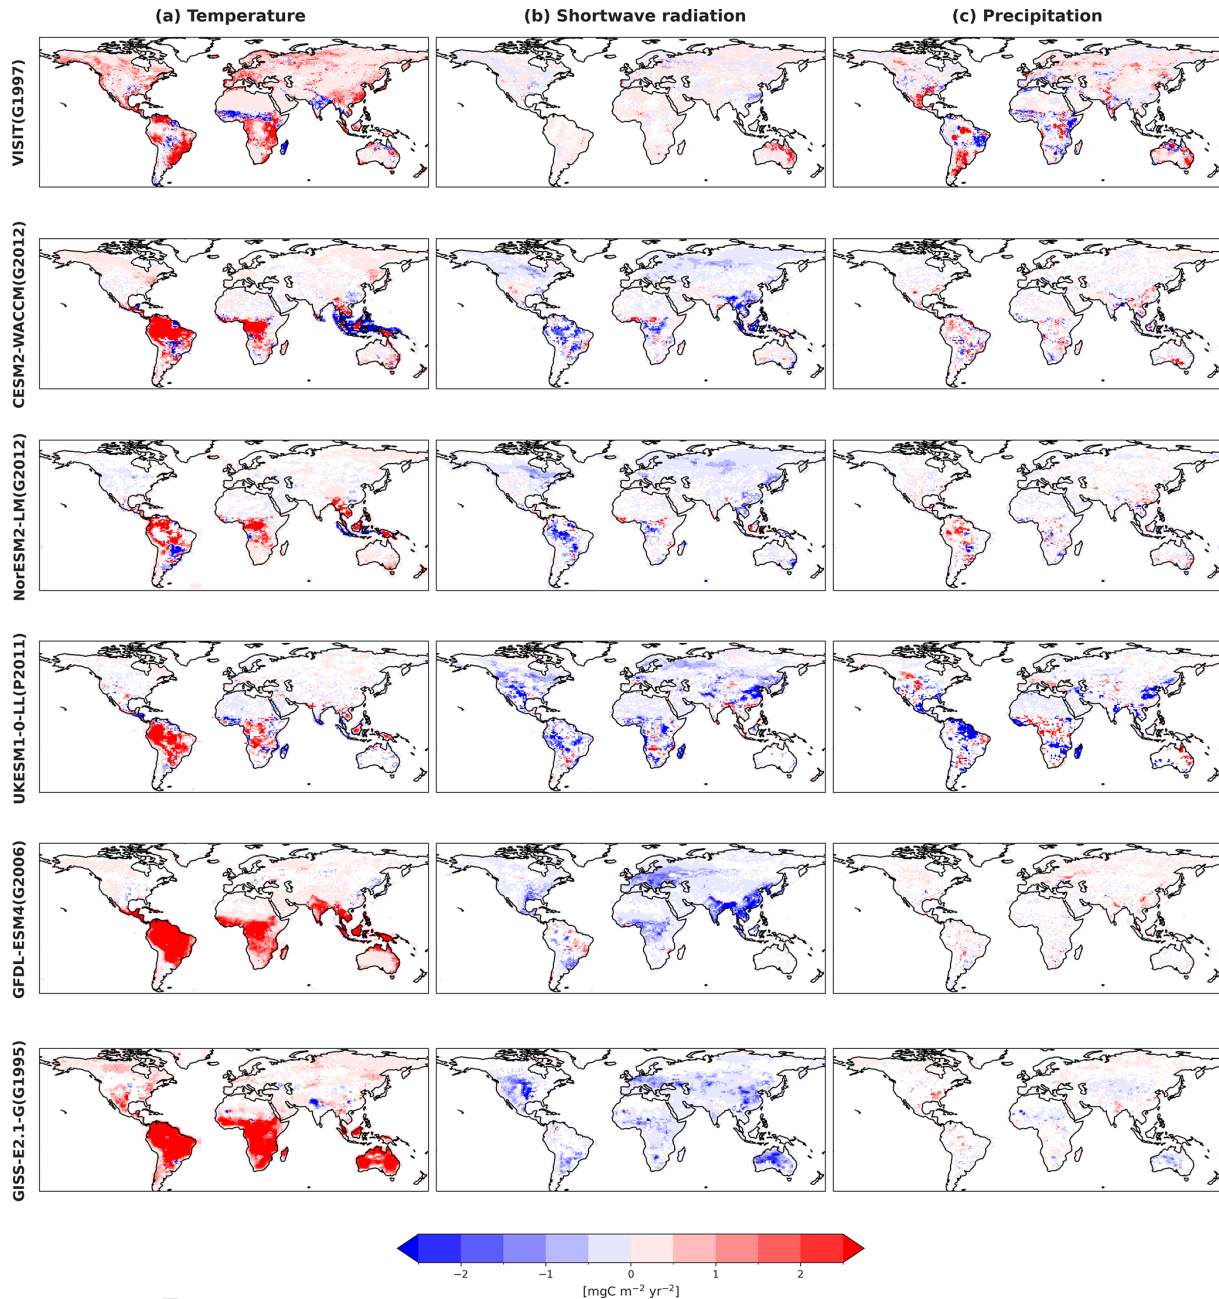 (a) Temperature
(b) Shortwave radiation
(c) Precipitation
VISIT(G1997)
CESM2-WACCM(G2012)
NorESM2-LM(G2012)
UKESM1-0-LL(P2011)
GFDL-ESM4(G2006)
GISS-E2.1-G(G1995)
−2 −1 0 1 2
[mgC m⁻² yr⁻²]